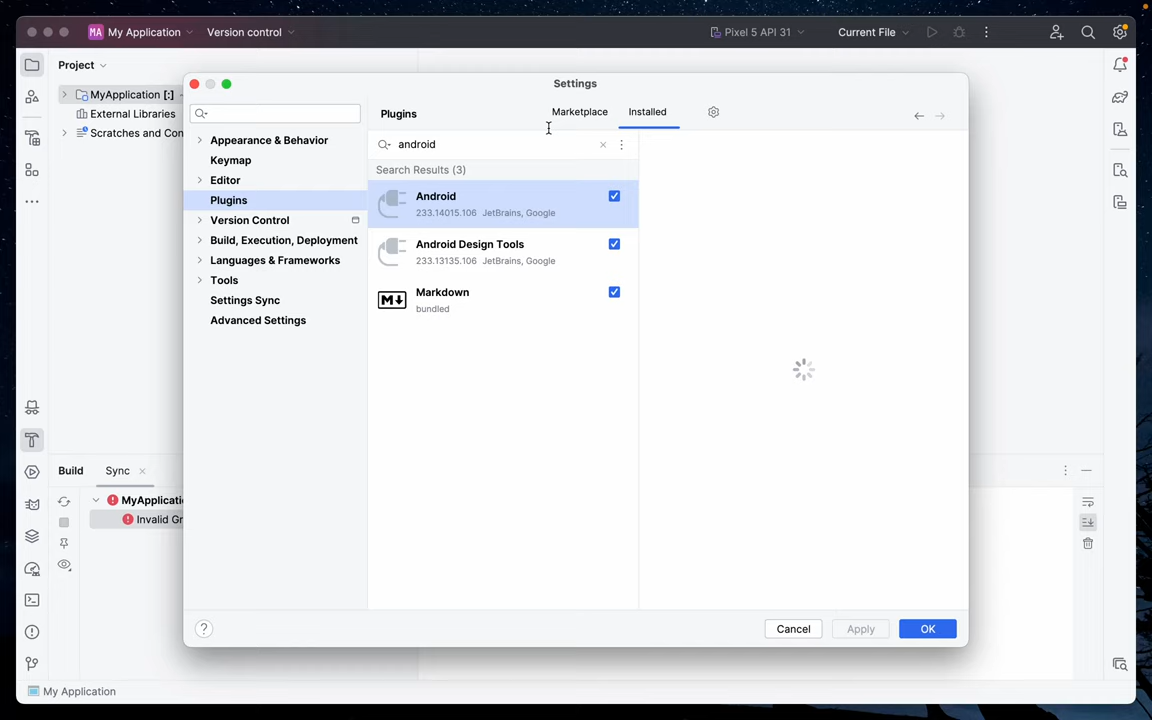 MA My Application
Version control
Pixel 5 API 31
Current File
Project
MyApplication [:]
External Libraries
Scratches and Con
Settings
Plugins
Marketplace
Installed
Appearance & Behavior
Keymap
Editor
Plugins
Version Control
Build, Execution, Deployment
Languages & Frameworks
Tools
Settings Sync
Advanced Settings
android
Search Results (3)
Android
233.14015.106 JetBrains, Google
Android Design Tools
233.13135.106 JetBrains, Google
Markdown
bundled
Build
Sync
MyApplicati
Invalid Gr
?
Cancel
Apply
OK
My Application